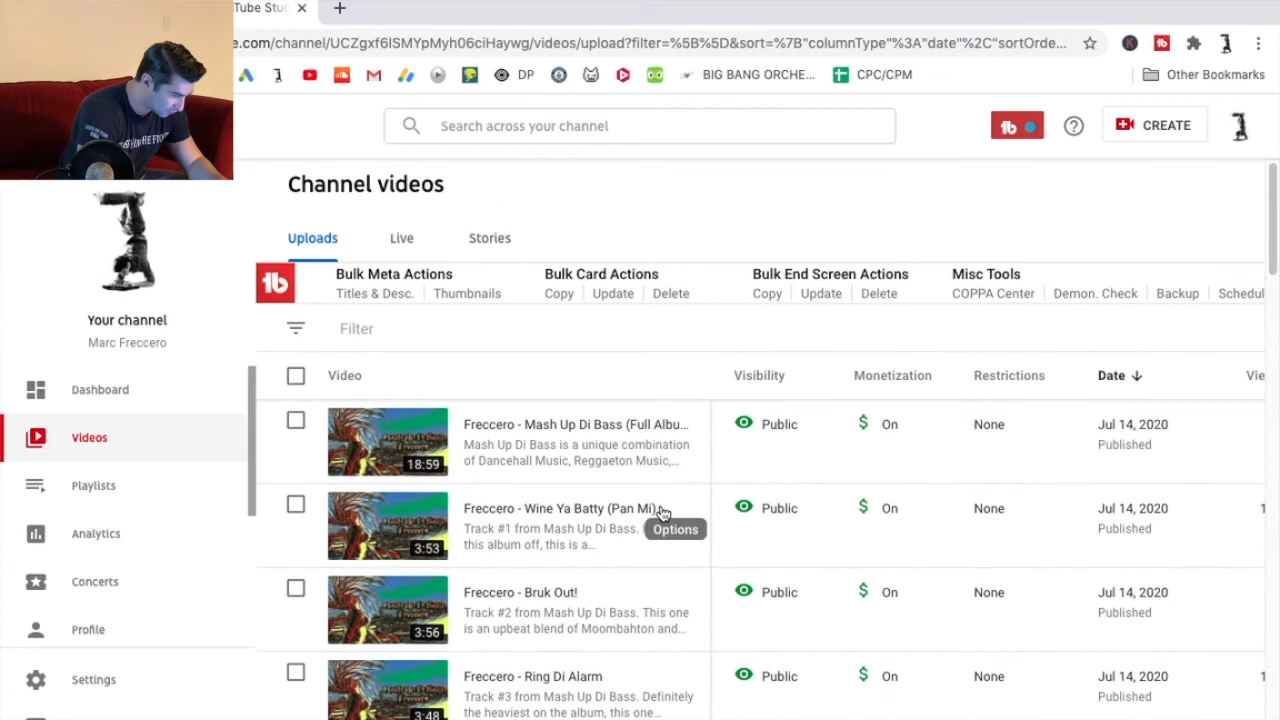 Tube Stu
e.com/channel/UCZgxf6lSMYpMyh06ciHaywg/videos/upload?filter=%5B%5D&sort=%7B"columnType"%3A"date"%2C"sortOrde...
DP
BIG BANG ORCHE...
CPC/CPM
Other Bookmarks
Search across your channel
tb
CREATE
Channel videos
Uploads
Live
Stories
tb
Bulk Meta Actions
Titles & Desc.
Thumbnails
Bulk Card Actions
Copy
Update
Delete
Bulk End Screen Actions
Copy
Update
Delete
Misc Tools
COPPA Center
Demon. Check
Backup
Schedul
Your channel
Marc Freccero
Dashboard
Videos
Playlists
Analytics
Concerts
Profile
Settings
Filter
Video
Visibility
Monetization
Restrictions
Date
Vie
18:59
Freccero - Mash Up Di Bass (Full Albu...
Mash Up Di Bass is a unique combination
of Dancehall Music, Reggaeton Music,...
Public
On
None
Jul 14, 2020
Published
3:53
Freccero - Wine Ya Batty (Pan Mi)
Track #1 from Mash Up Di Bass.
this album off, this is a...
Options
Public
On
None
Jul 14, 2020
Published
1
3:56
Freccero - Bruk Out!
Track #2 from Mash Up Di Bass. This one
is an upbeat blend of Moombahton and...
Public
On
None
Jul 14, 2020
Published
3:48
Freccero - Ring Di Alarm
Track #3 from Mash Up Di Bass. Definitely
the heaviest on the album, this one...
Public
On
None
Jul 14, 2020
Published
1